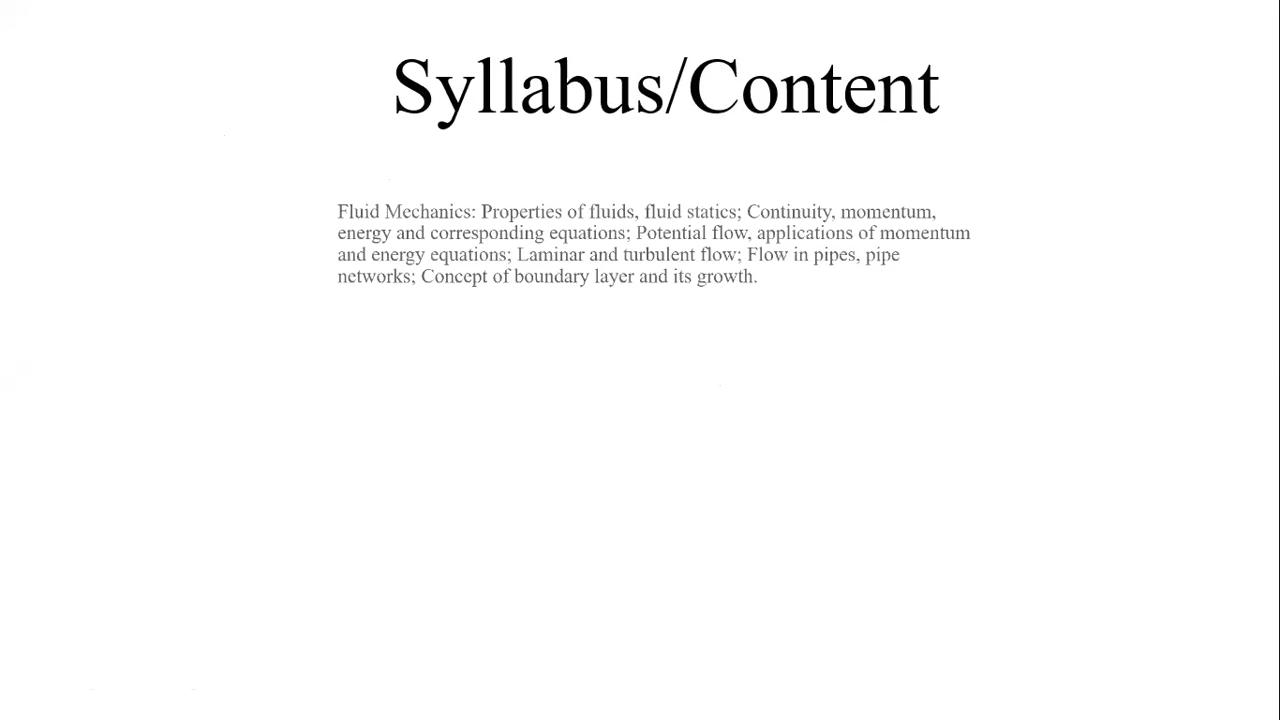 Syllabus/Content
Fluid Mechanics: Properties of fluids, fluid statics; Continuity, momentum,
energy and corresponding equations; Potential flow, applications of momentum
and energy equations; Laminar and turbulent flow; Flow in pipes, pipe
networks; Concept of boundary layer and its growth.